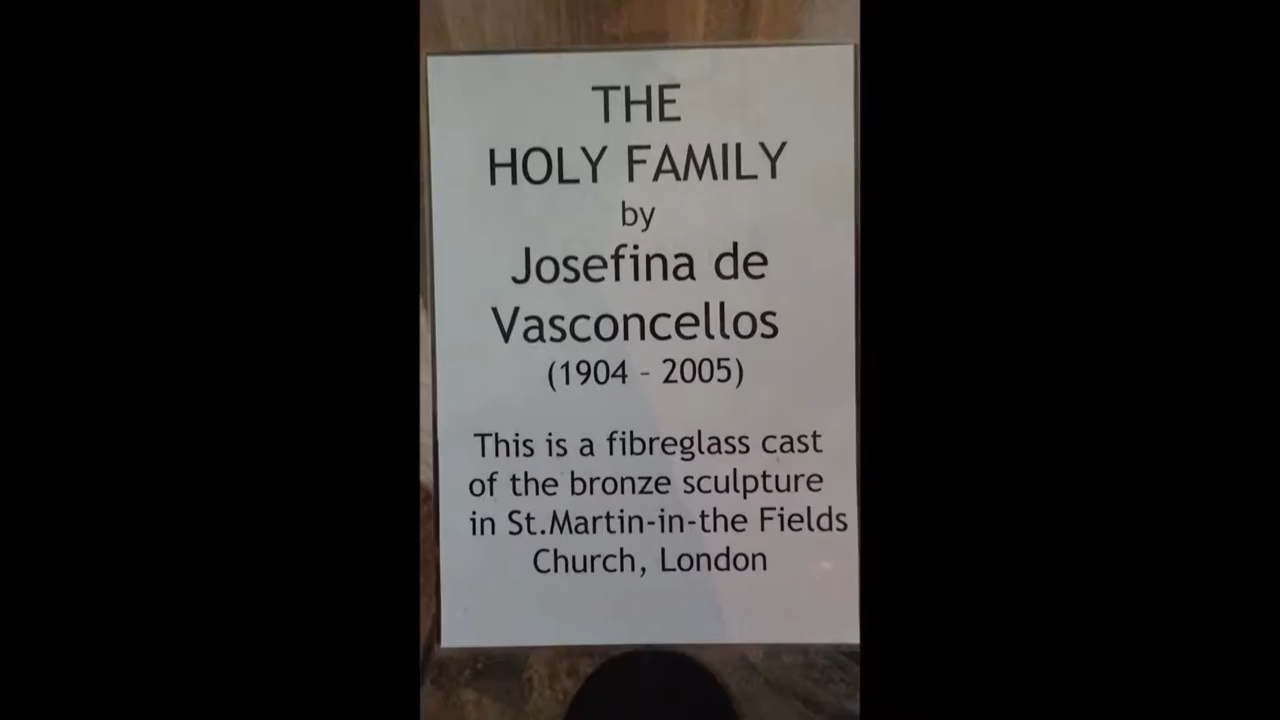 THE
HOLY FAMILY
by
Josefina de
Vasconcellos
(1904 - 2005)
This is a fibreglass cast
of the bronze sculpture
in St.Martin-in-the Fields
Church, London